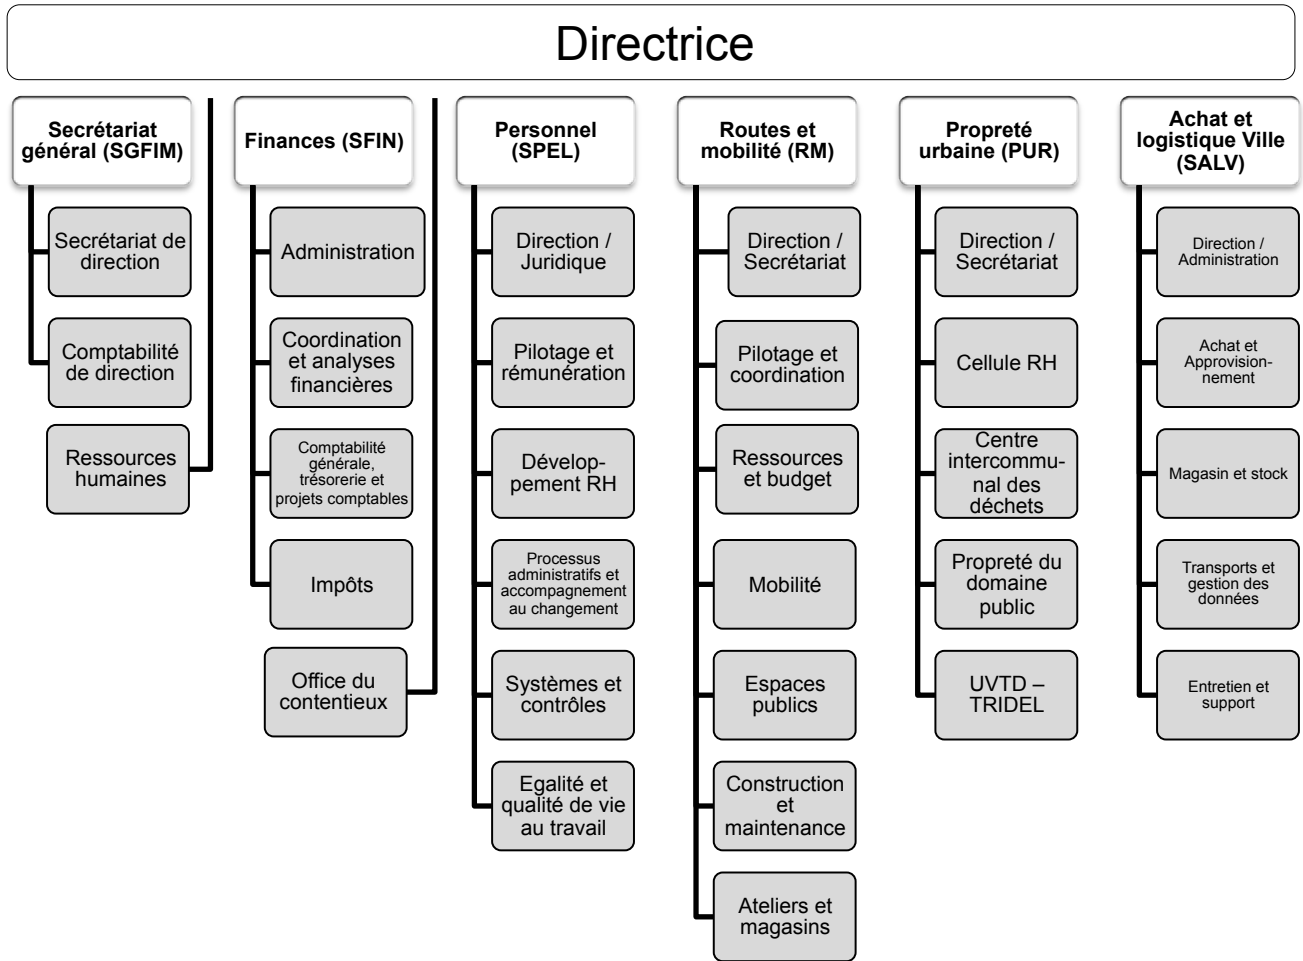 Directrice
Secrétariat
général (SGFIM)
Secrétariat de
direction
Comptabilité
de direction
Ressources
humaines
Finances (SFIN)
Administration
Coordination
et analyses
financières
Comptabilité
générale,
trésorerie et
projets comptables
Impôts
Office du
contentieux
Personnel
(SPEL)
Direction /
Juridique
Pilotage et
rémunération
Dévelop-
pement RH
Processus
administratifs et
accompagnement
au changement
Systèmes et
contrôles
Egalité et
qualité de vie
au travail
Routes et
mobilité (RM)
Direction /
Secrétariat
Pilotage et
coordination
Ressources
et budget
Mobilité
Espaces
publics
Construction
et
maintenance
Ateliers et
magasins
Propreté
urbaine (PUR)
Direction /
Secrétariat
Cellule RH
Centre
intercommu-
nal des
déchets
Propreté du
domaine
public
UVTD –
TRIDEL
Achat et
logistique Ville
(SALV)
Direction /
Administration
Achat et
Approvision-
nement
Magasin et stock
Transports et
gestion des
données
Entretien et
support